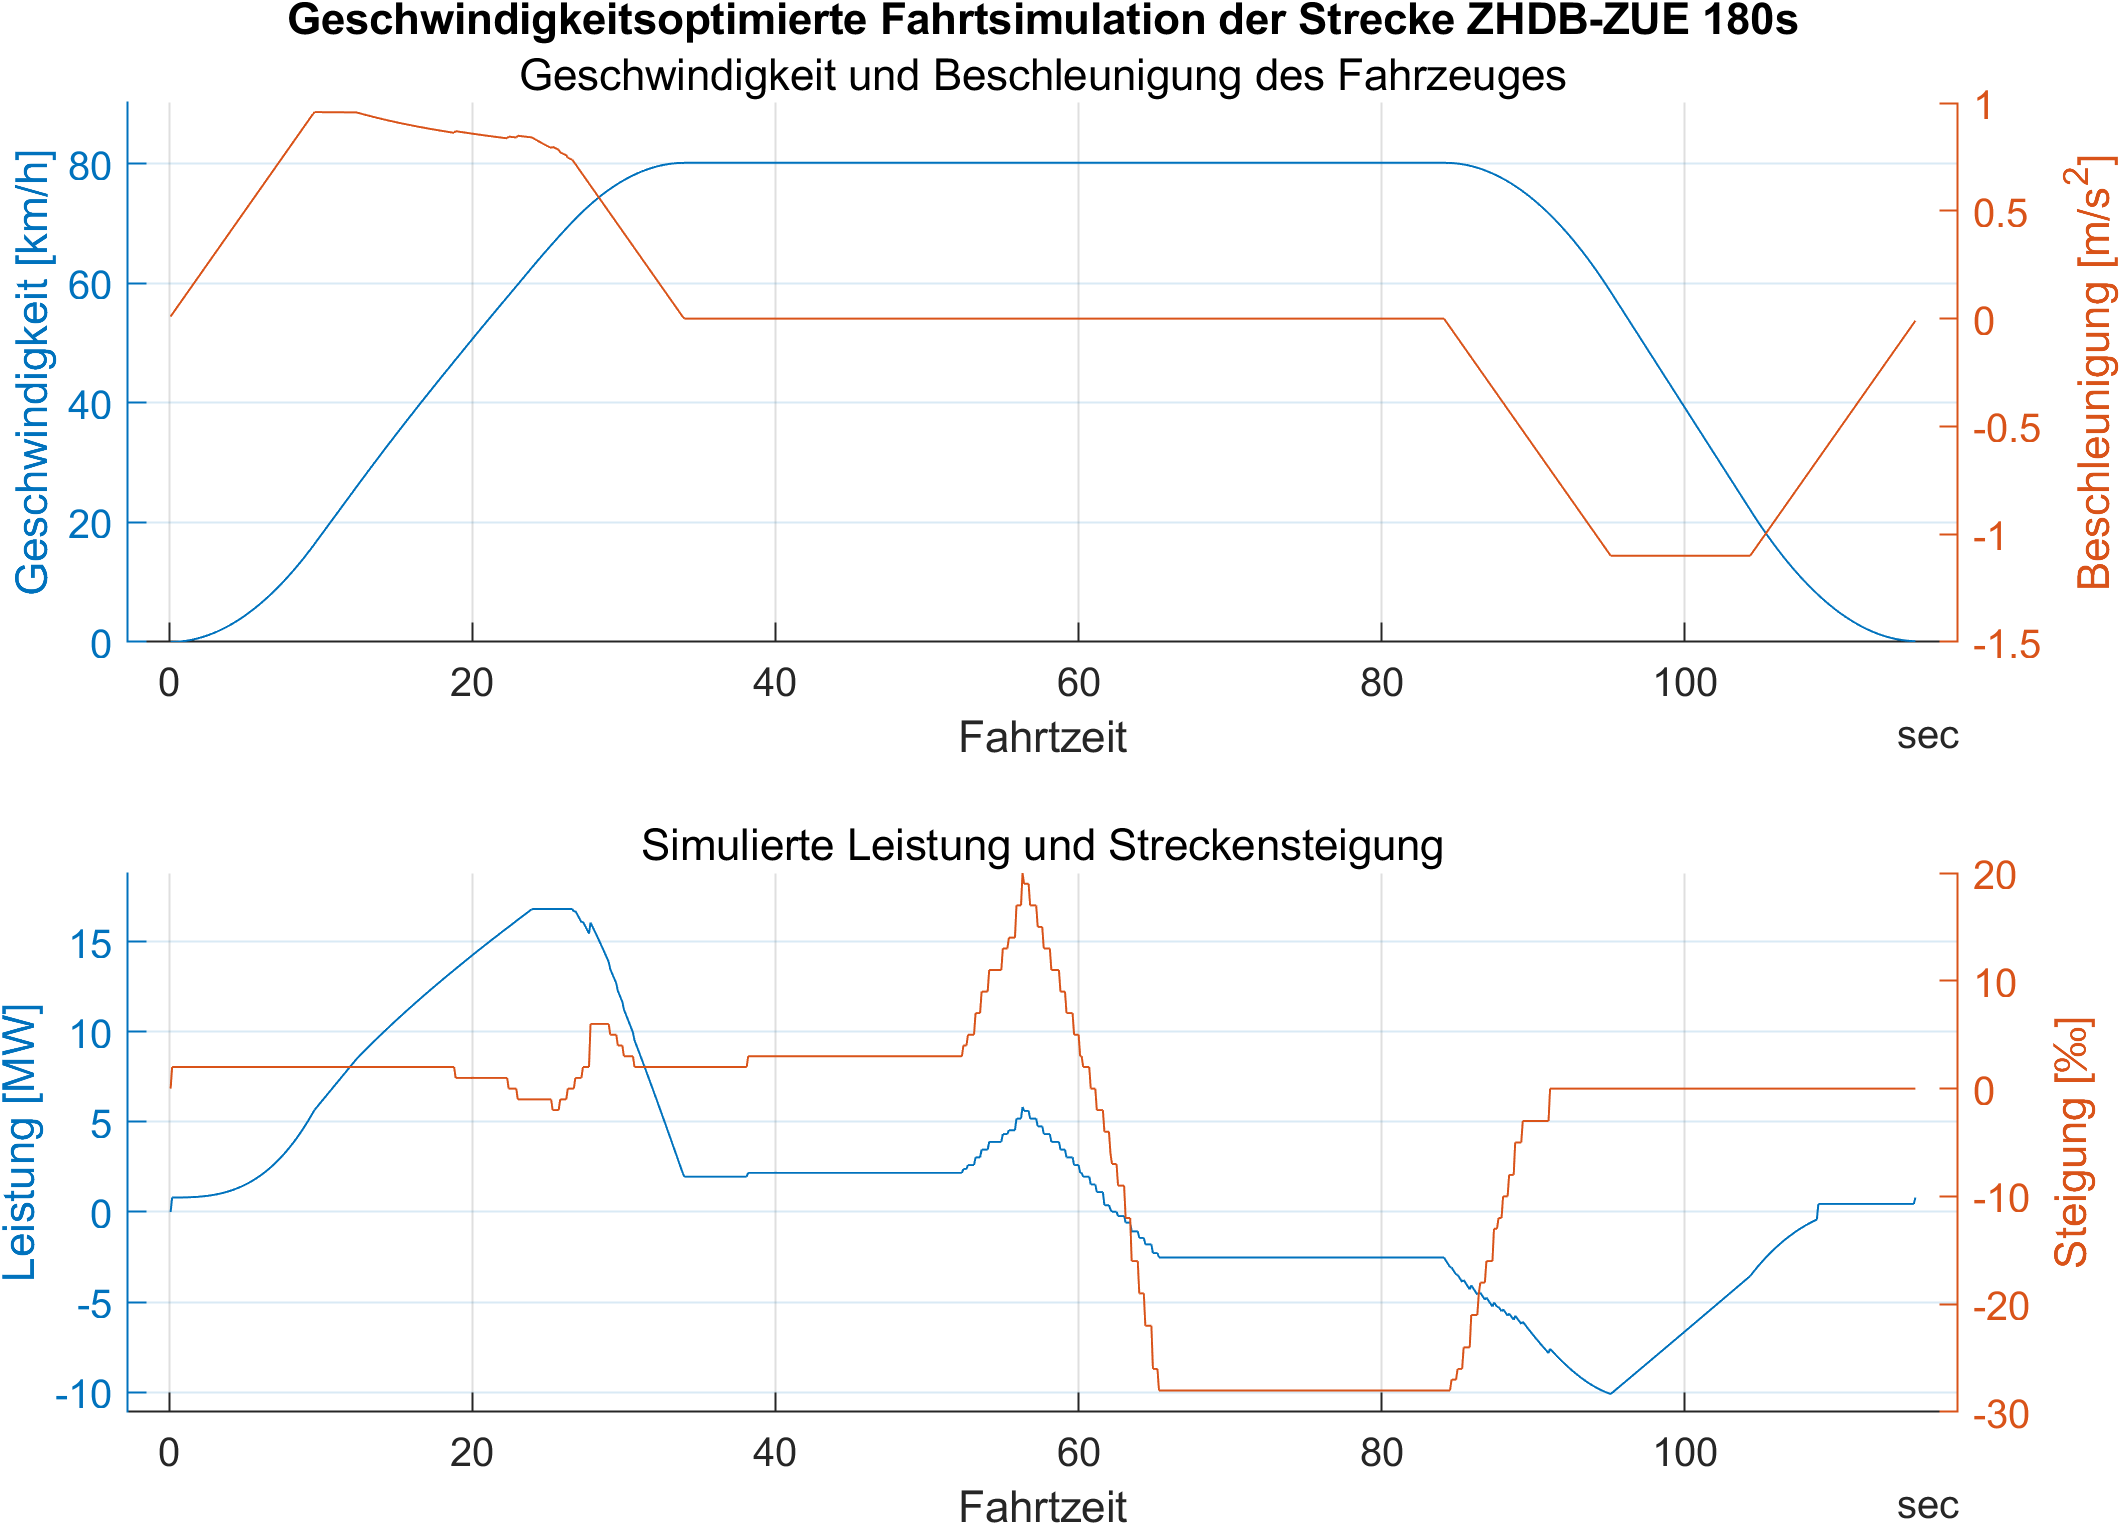 Geschwindigkeitsoptimierte Fahrtsimulation der Strecke ZHDB-ZUE 180s
Geschwindigkeit und Beschleunigung des Fahrzeuges
Geschwindigkeit [km/h]
80
60
40
20
0
1
0.5
0
-0.5
-1
-1.5
Beschleunigung [m/s²]
0 20 40 60 80 100
Fahrtzeit sec
Simulierte Leistung und Streckensteigung
Leistung [MW]
15
10
5
0
-5
-10
20
10
0
-10
-20
-30
Steigung [‰]
0 20 40 60 80 100
Fahrtzeit sec